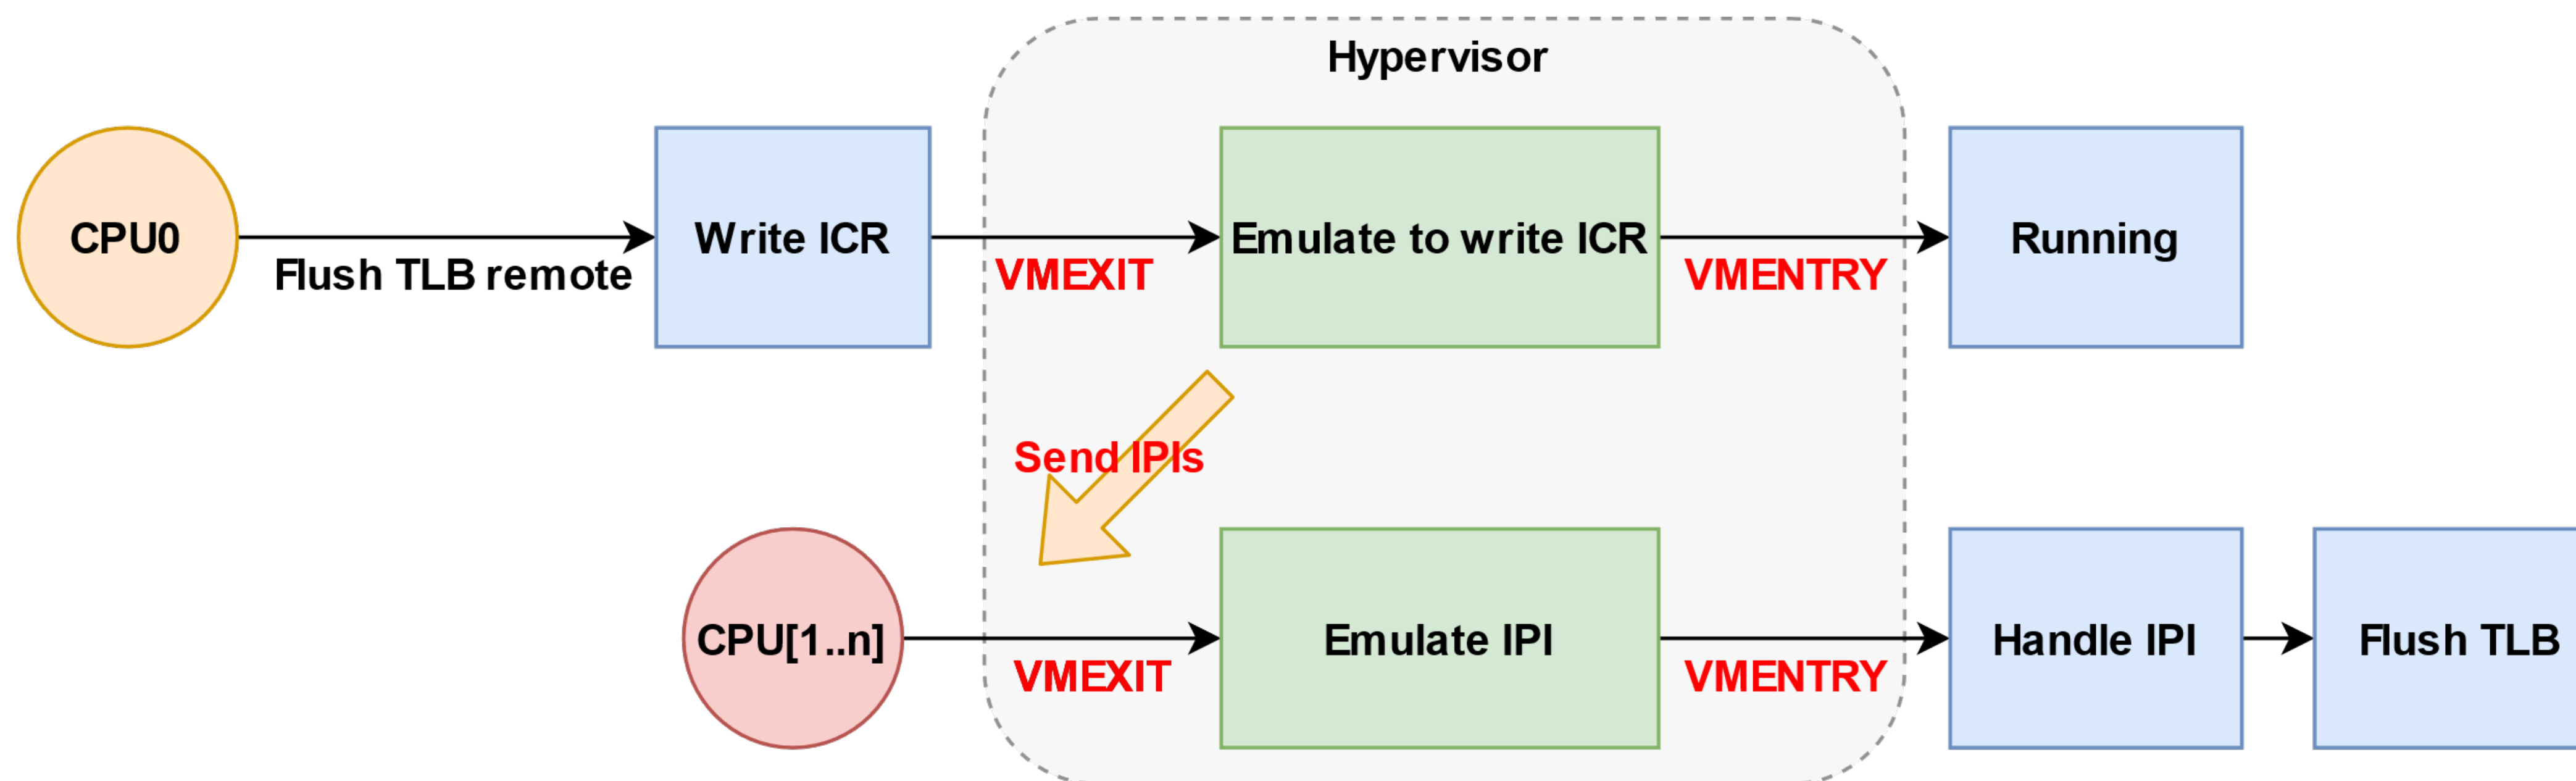 Hypervisor
CPU0
Flush TLB remote
Write ICR
VMEXIT
Emulate to write ICR
VMENTRY
Running
Send IPIs
CPU[1..n]
VMEXIT
Emulate IPI
VMENTRY
Handle IPI
Flush TLB